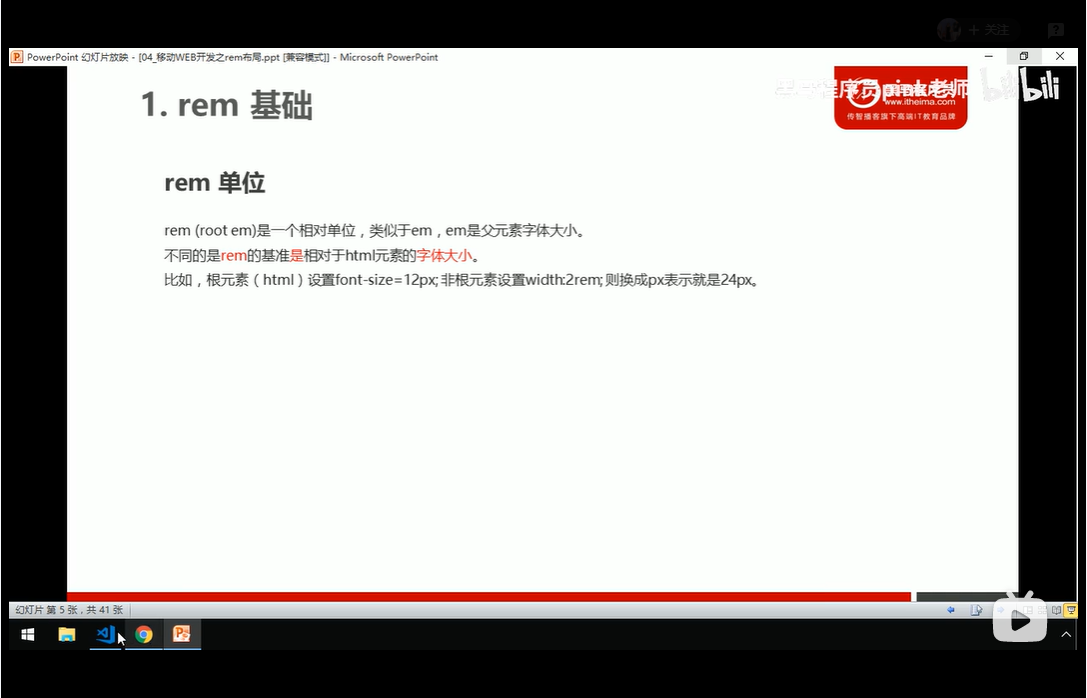 + 关注
PowerPoint 幻灯片放映 - [04_移动WEB开发之rem布局.ppt [兼容模式]] - Microsoft PowerPoint
1. rem 基础
程序员pink老师
bilibili
www.itheima.com
传智播客旗下高端IT教育品牌
rem 单位
rem (root em)是一个相对单位，类似于em，em是父元素字体大小。
不同的是rem的基准是相对于html元素的字体大小。
比如，根元素（html）设置font-size=12px; 非根元素设置width:2rem; 则换成px表示就是24px。
幻灯片 第 5 张，共 41 张